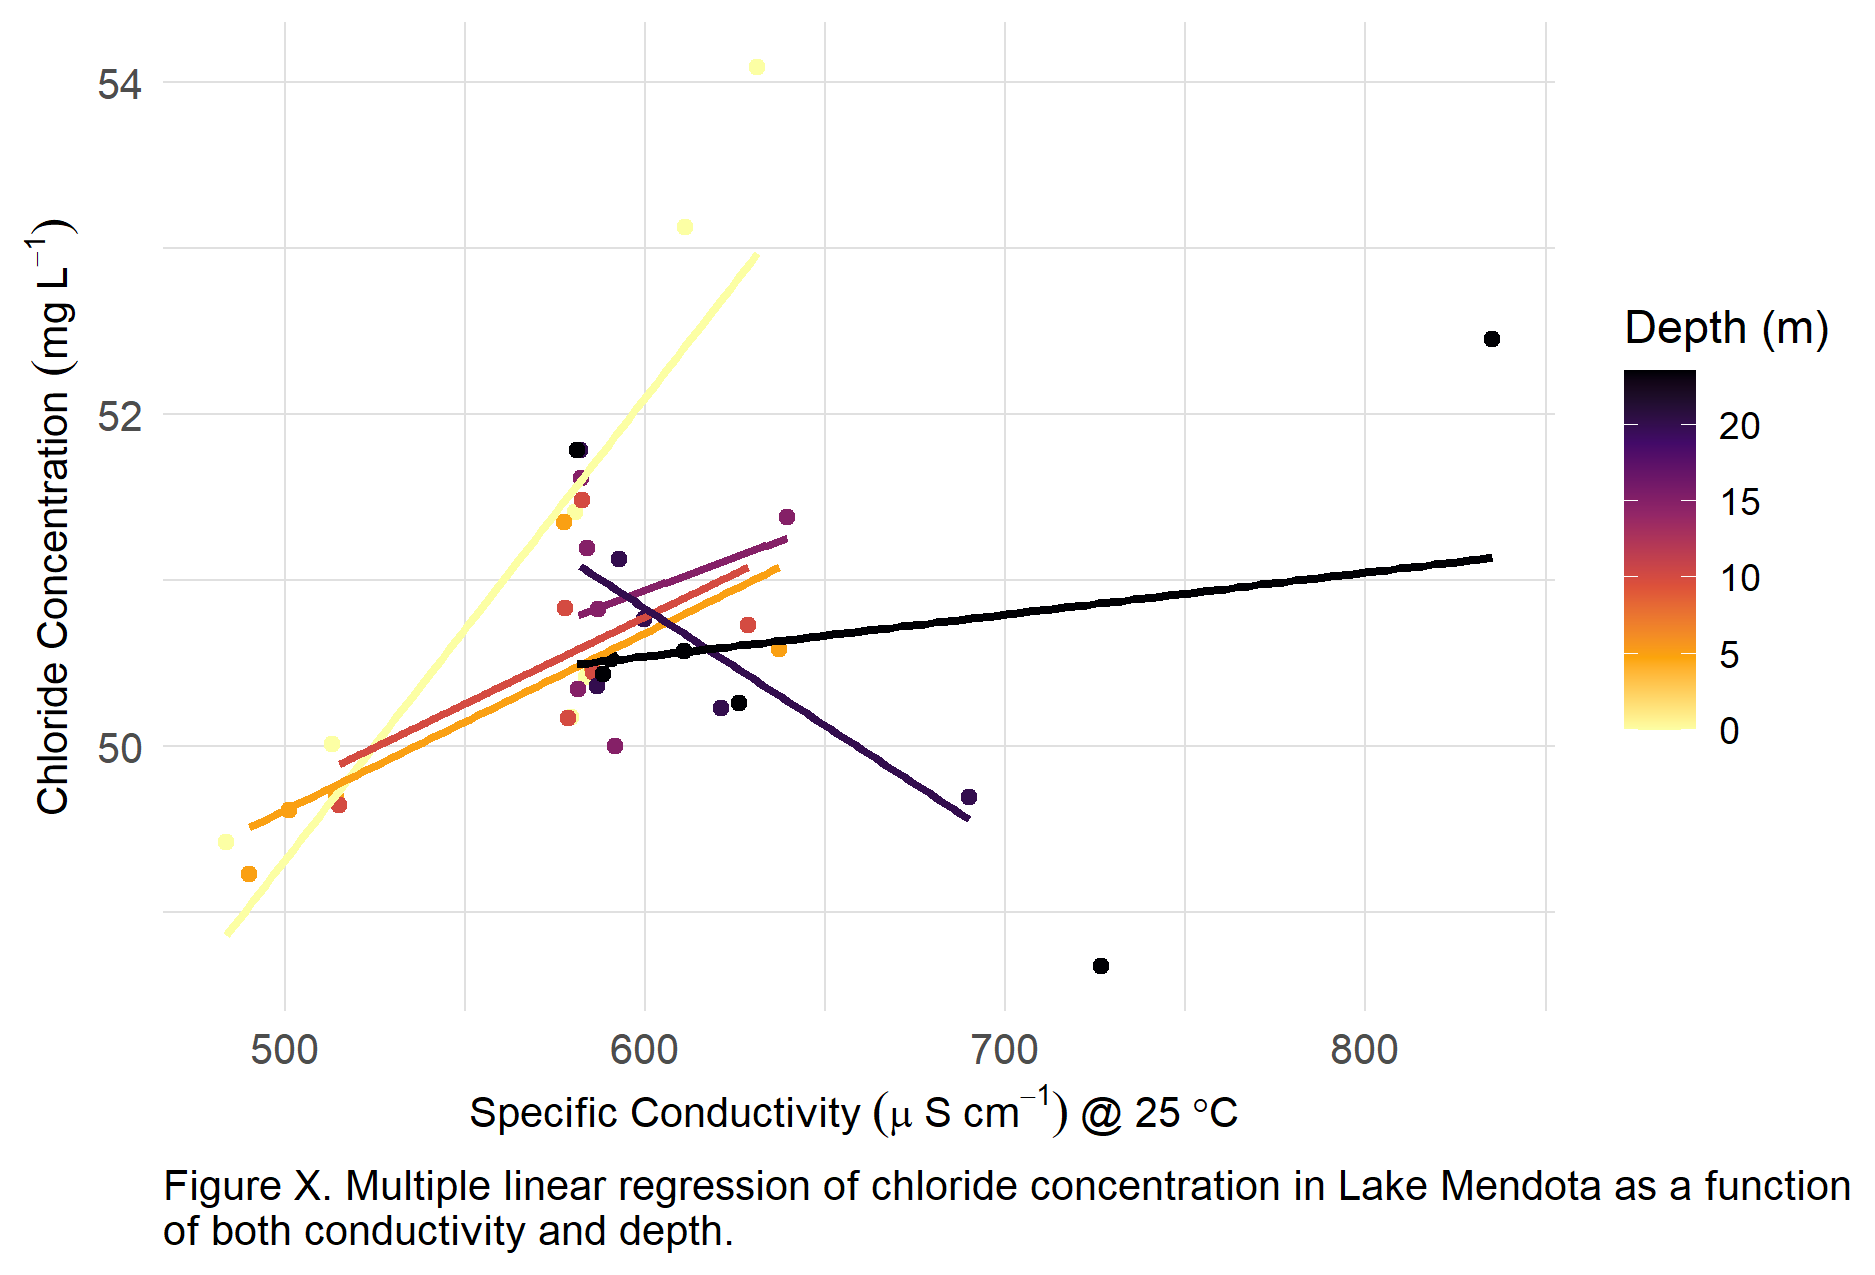 54
52
50
Chloride Concentration (mg L⁻¹)
500 600 700 800
Specific Conductivity (μ S cm⁻¹) @ 25 °C
Depth (m)
20
15
10
5
0
Figure X. Multiple linear regression of chloride concentration in Lake Mendota as a function
of both conductivity and depth.